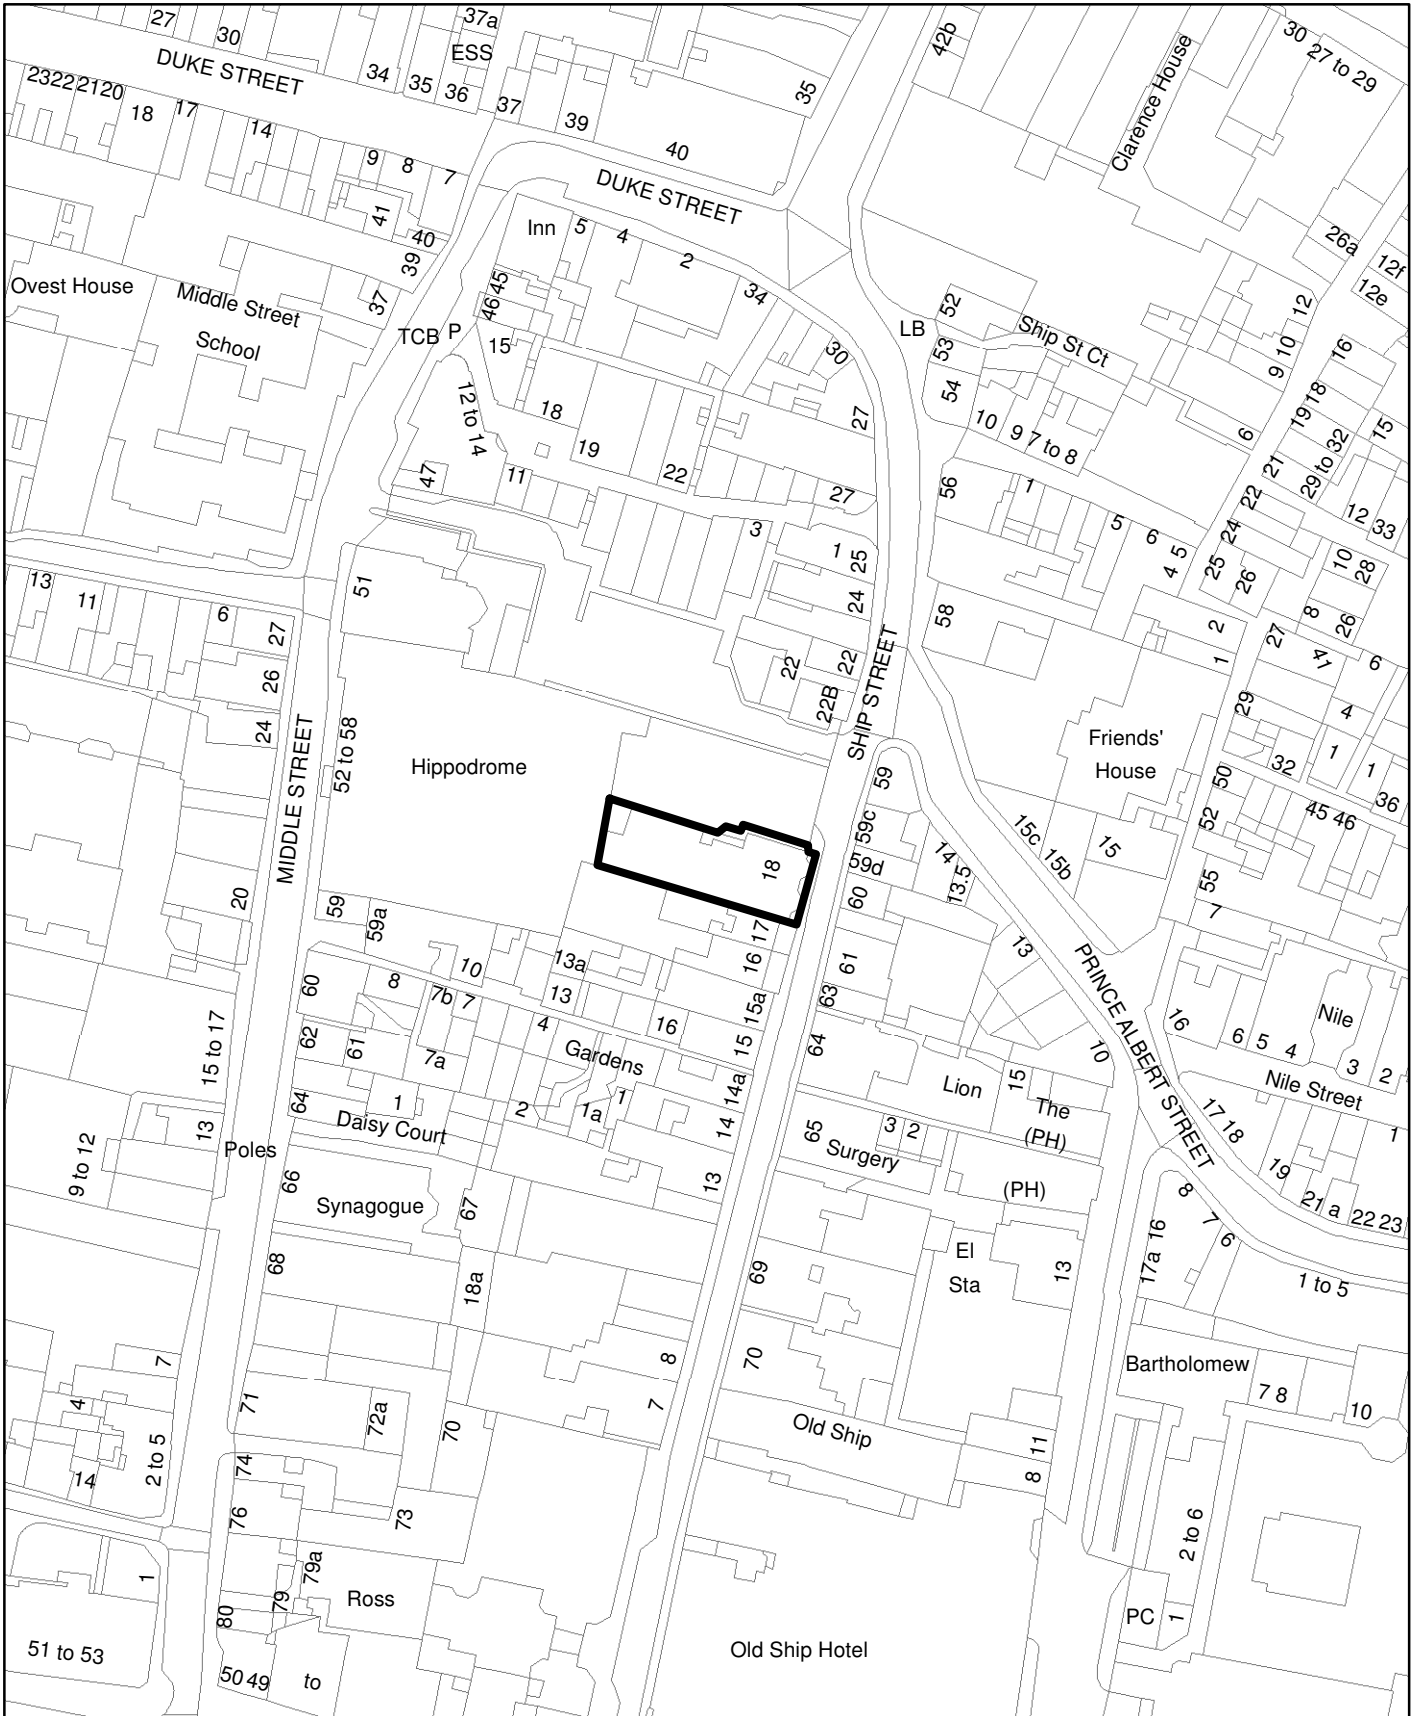 27
30
37a
ESS
DUKE STREET
34
35
36
37
39
35
42b
Clarence House
30
27 to 29
2322
2120
18
17
14
9
8
7
40
DUKE STREET
41
40
39
37
Inn
5
4
2
34
26a
12f
12e
Ovest House
Middle Street
School
TCB
P
46
45
15
12 to 14
18
19
22
11
47
30
27
27
LB
52
53
54
Ship St Ct
10
9
7 to 8
12
10
9
6
16
18
19
15
29 to 32
21
22
24
12
33
56
1
5
6
4
5
25
26
10
28
8
26
3
1
25
24
22
22
22B
SHIP STREET
58
2
1
27
41
6
4
29
1
1
36
32
13
11
6
27
26
24
51
52 to 58
MIDDLE STREET
Hippodrome
Friends'
House
50
52
45 46
55
7
18
59
59c
59d
60
14
13.5
15c
15b
15
20
59
59a
60
8
10
7b
7
13a
13
17
16
15a
15
16
61
63
64
13
10
PRINCE ALBERT STREET
16
6
5
4
Nile
3
2
Nile Street
1
15 to 17
62
61
7a
4
Gardens
14a
14
Lion
15
The
(PH)
17
18
19
21
a
22
23
64
1
Daisy Court
2
1a
1
13
9 to 12
13
Poles
65
3
2
Surgery
(PH)
8
7
6
16
17a
1 to 5
66
Synagogue
67
68
18a
69
El
Sta
13
7
4
14
2 to 5
71
72a
70
8
7
70
Old Ship
11
8
Bartholomew
7
8
10
74
76
73
1
79a
79
80
Ross
51 to 53
50
49
to
Old Ship Hotel
2 to 6
PC
1